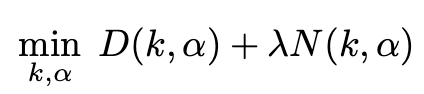 min D(k, α) + λN(k, α)
k,α